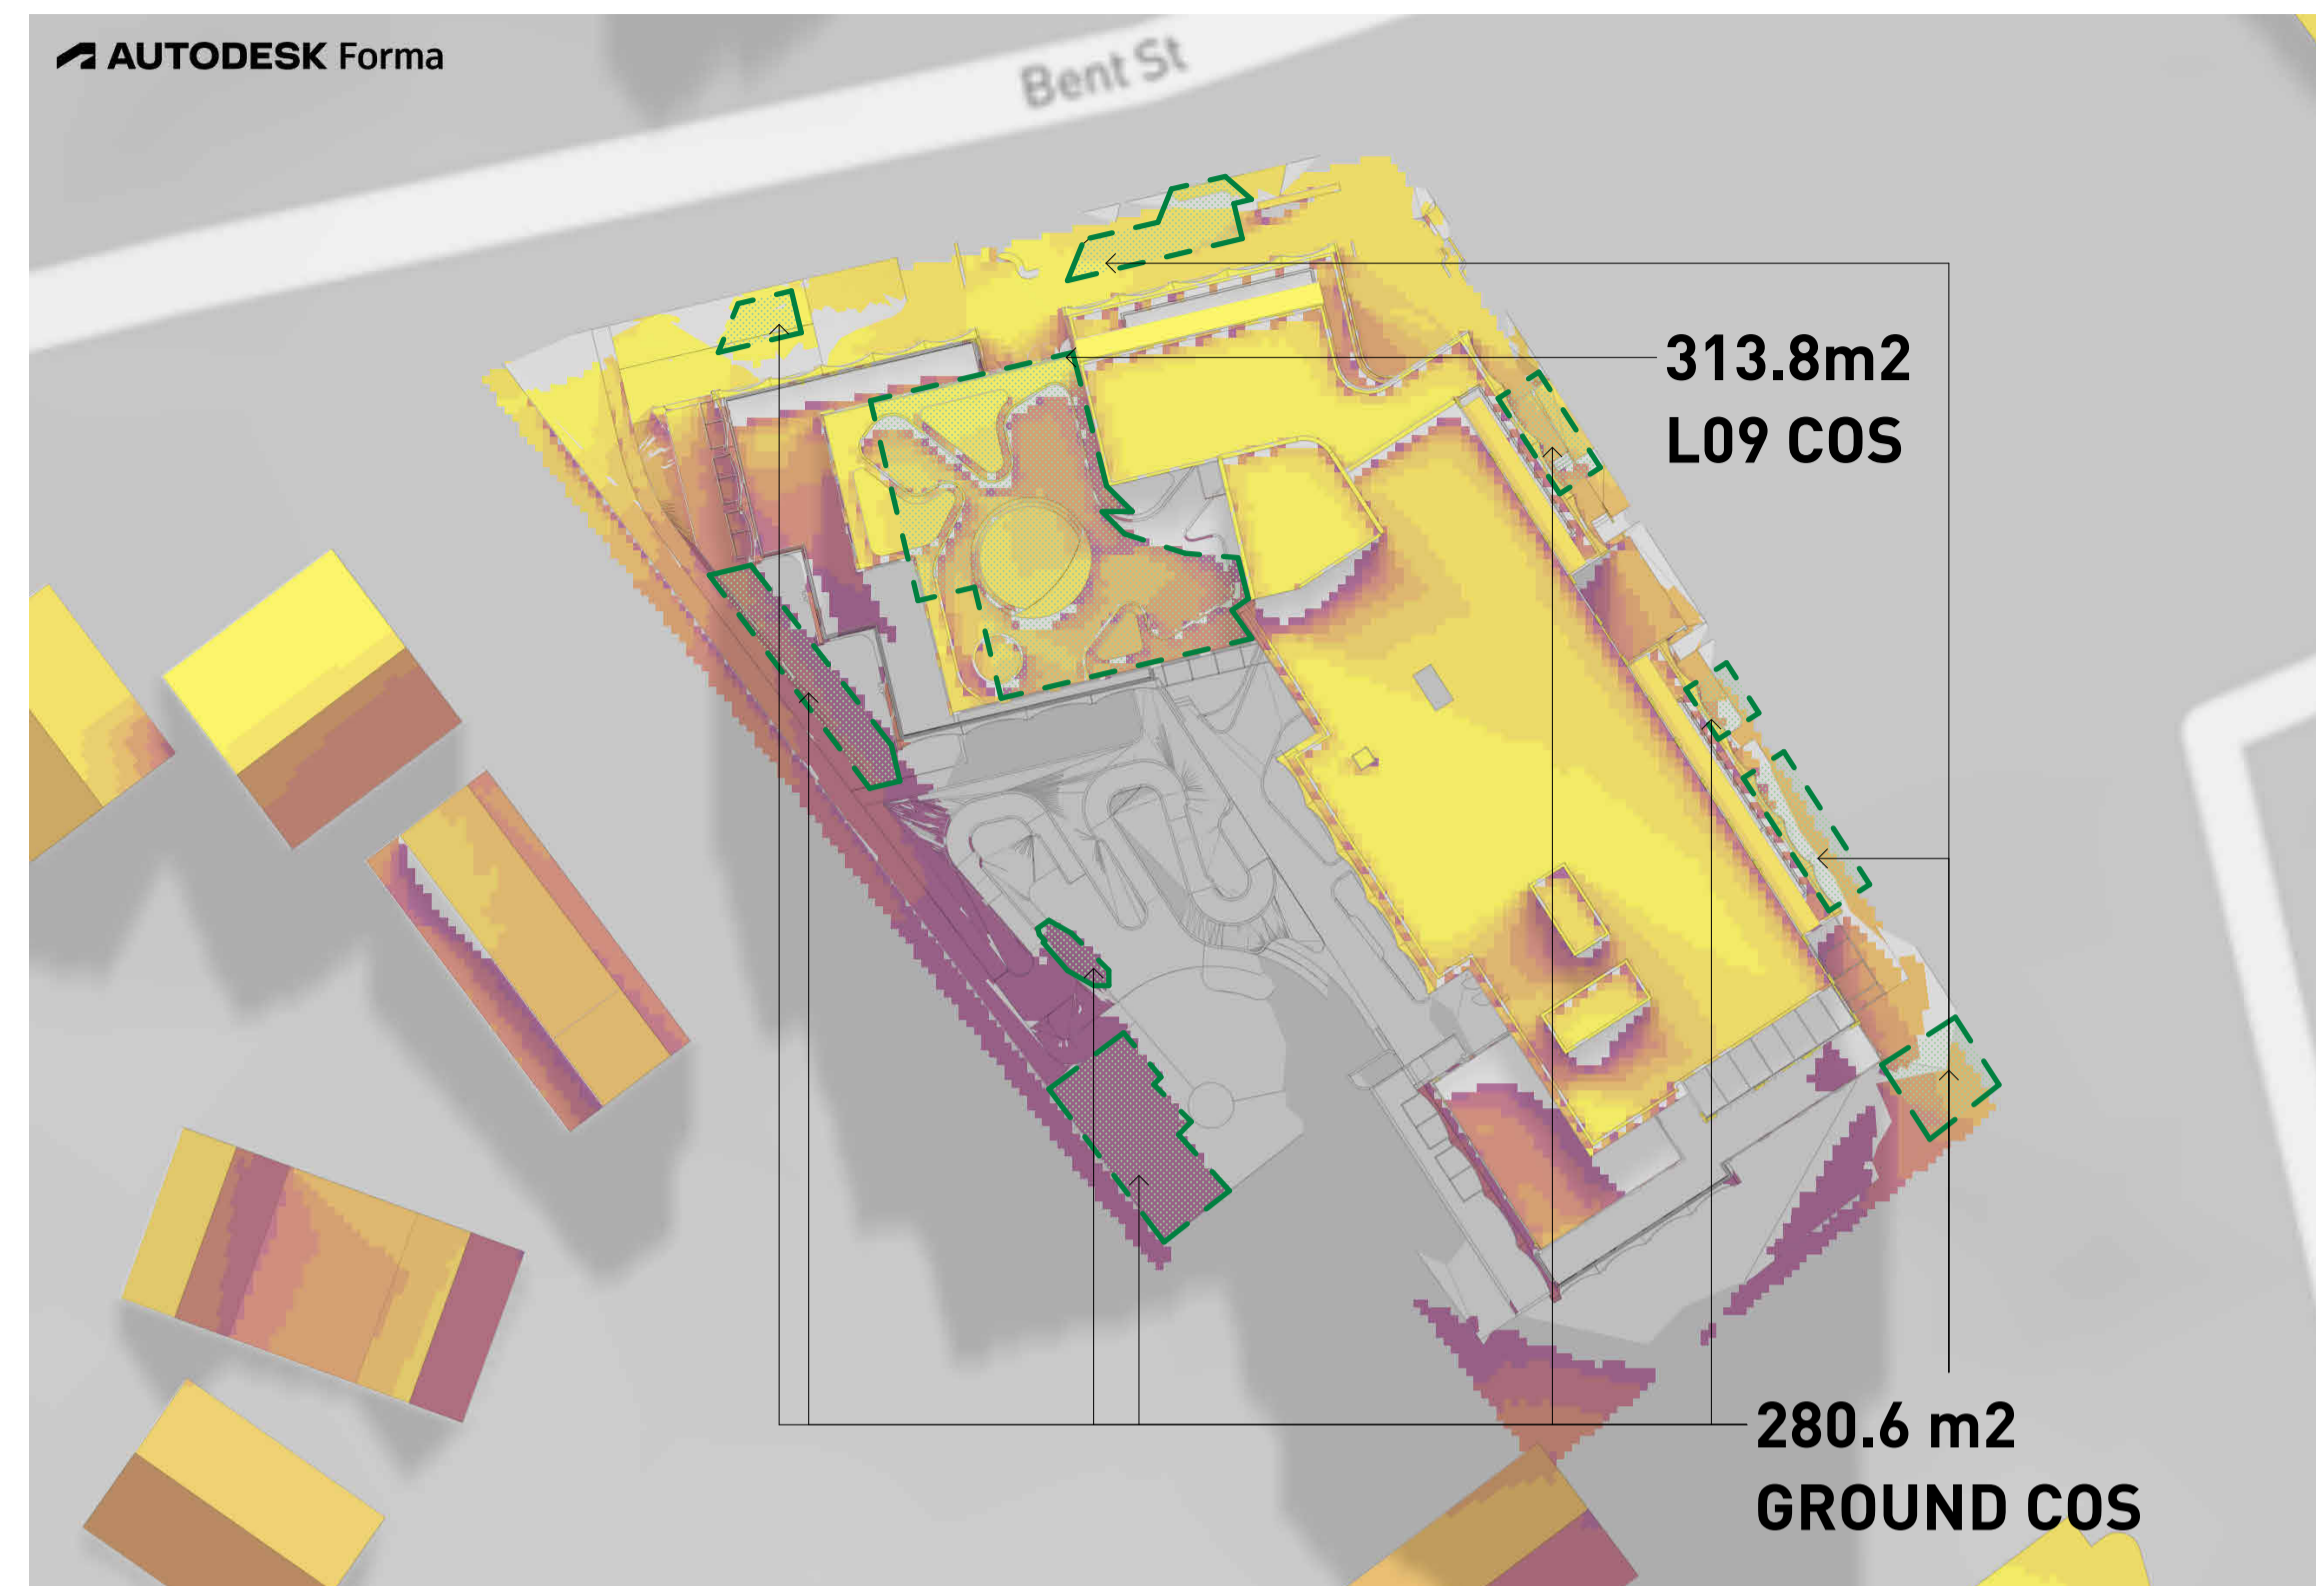 AUTODESK Forma
Bent St
313.8m2
L09 COS
280.6 m2
GROUND COS